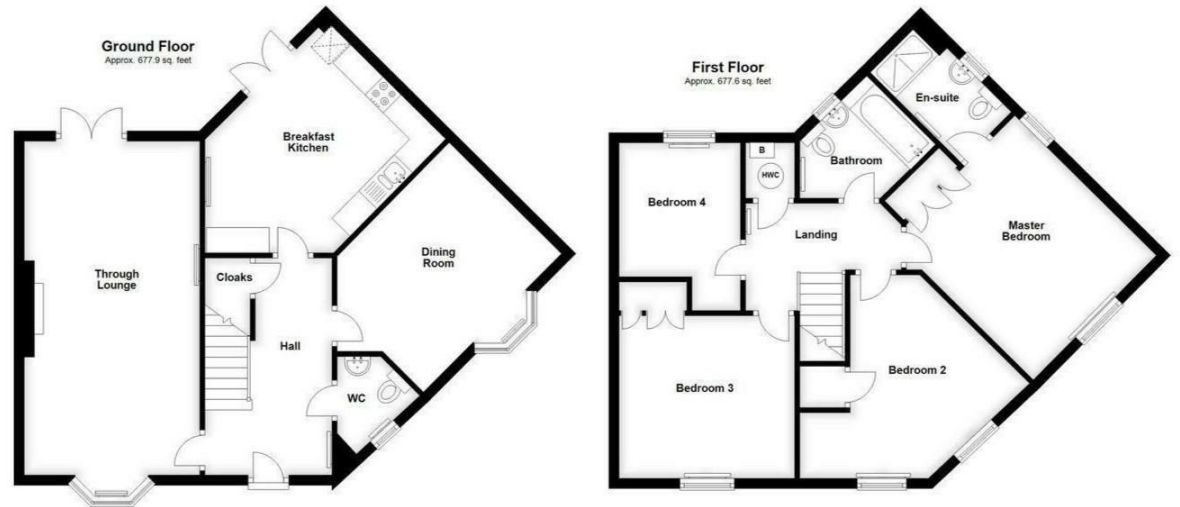 Ground Floor
Approx. 677.9 sq. feet
Breakfast
Kitchen
Dining
Room
Through
Lounge
Cloaks
Hall
WC
First Floor
Approx. 677.6 sq. feet
En-suite
Bathroom
B
HWC
Bedroom 4
Landing
Master
Bedroom
Bedroom 3
Bedroom 2